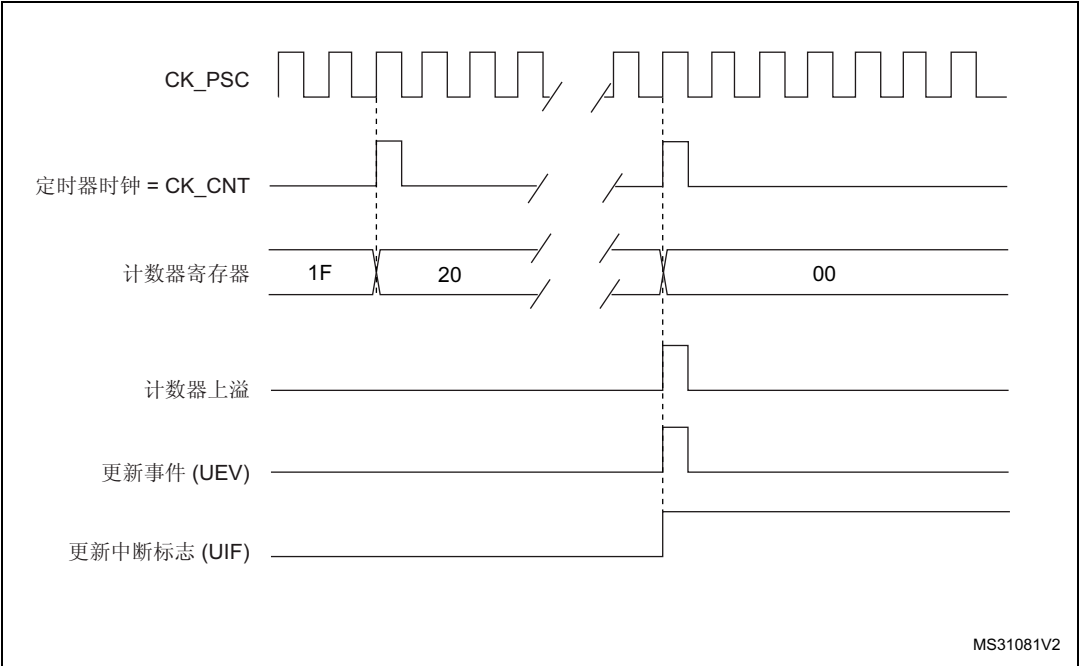 CK_PSC
定时器时钟 = CK_CNT
计数器寄存器 1F 20 00
计数器上溢
更新事件 (UEV)
更新中断标志 (UIF)
MS31081V2